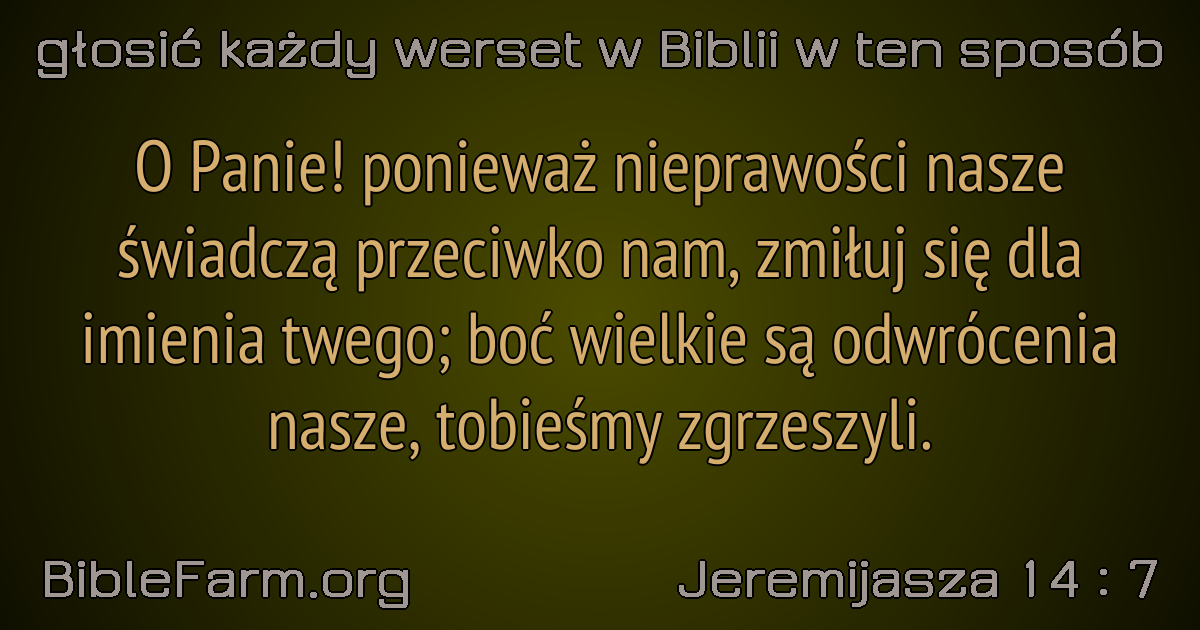 głosić każdy werset w Biblii w ten sposób
O Panie! ponieważ nieprawości nasze
świadczą przeciwko nam, zmiłuj się dla
imienia twego; boć wielkie są odwrócenia
nasze, tobieśmy zgrzeszyli.
BibleFarm.org
Jeremijasza 14 : 7